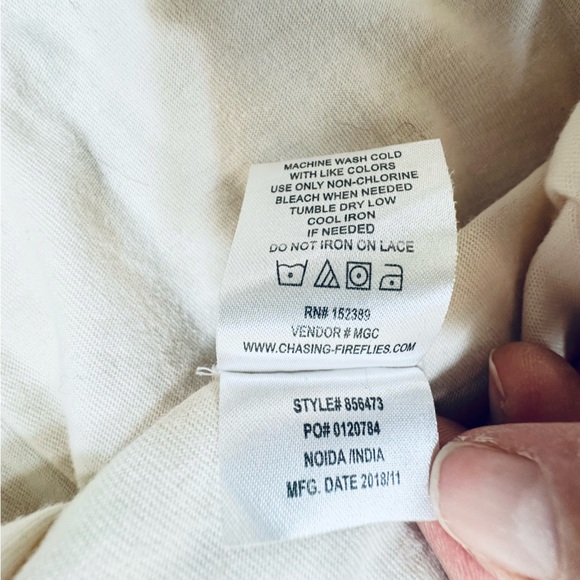 MACHINE WASH COLD
WITH LIKE COLORS
USE ONLY NON-CHLORINE
BLEACH WHEN NEEDED
TUMBLE DRY LOW
COOL IRON
IF NEEDED
DO NOT IRON ON LACE
RN# 152389
VENDOR # MGC
WWW.CHASING-FIREFLIES.COM
STYLE# 856473
PO# 0120784
NOIDA /INDIA
MFG. DATE 2018/11